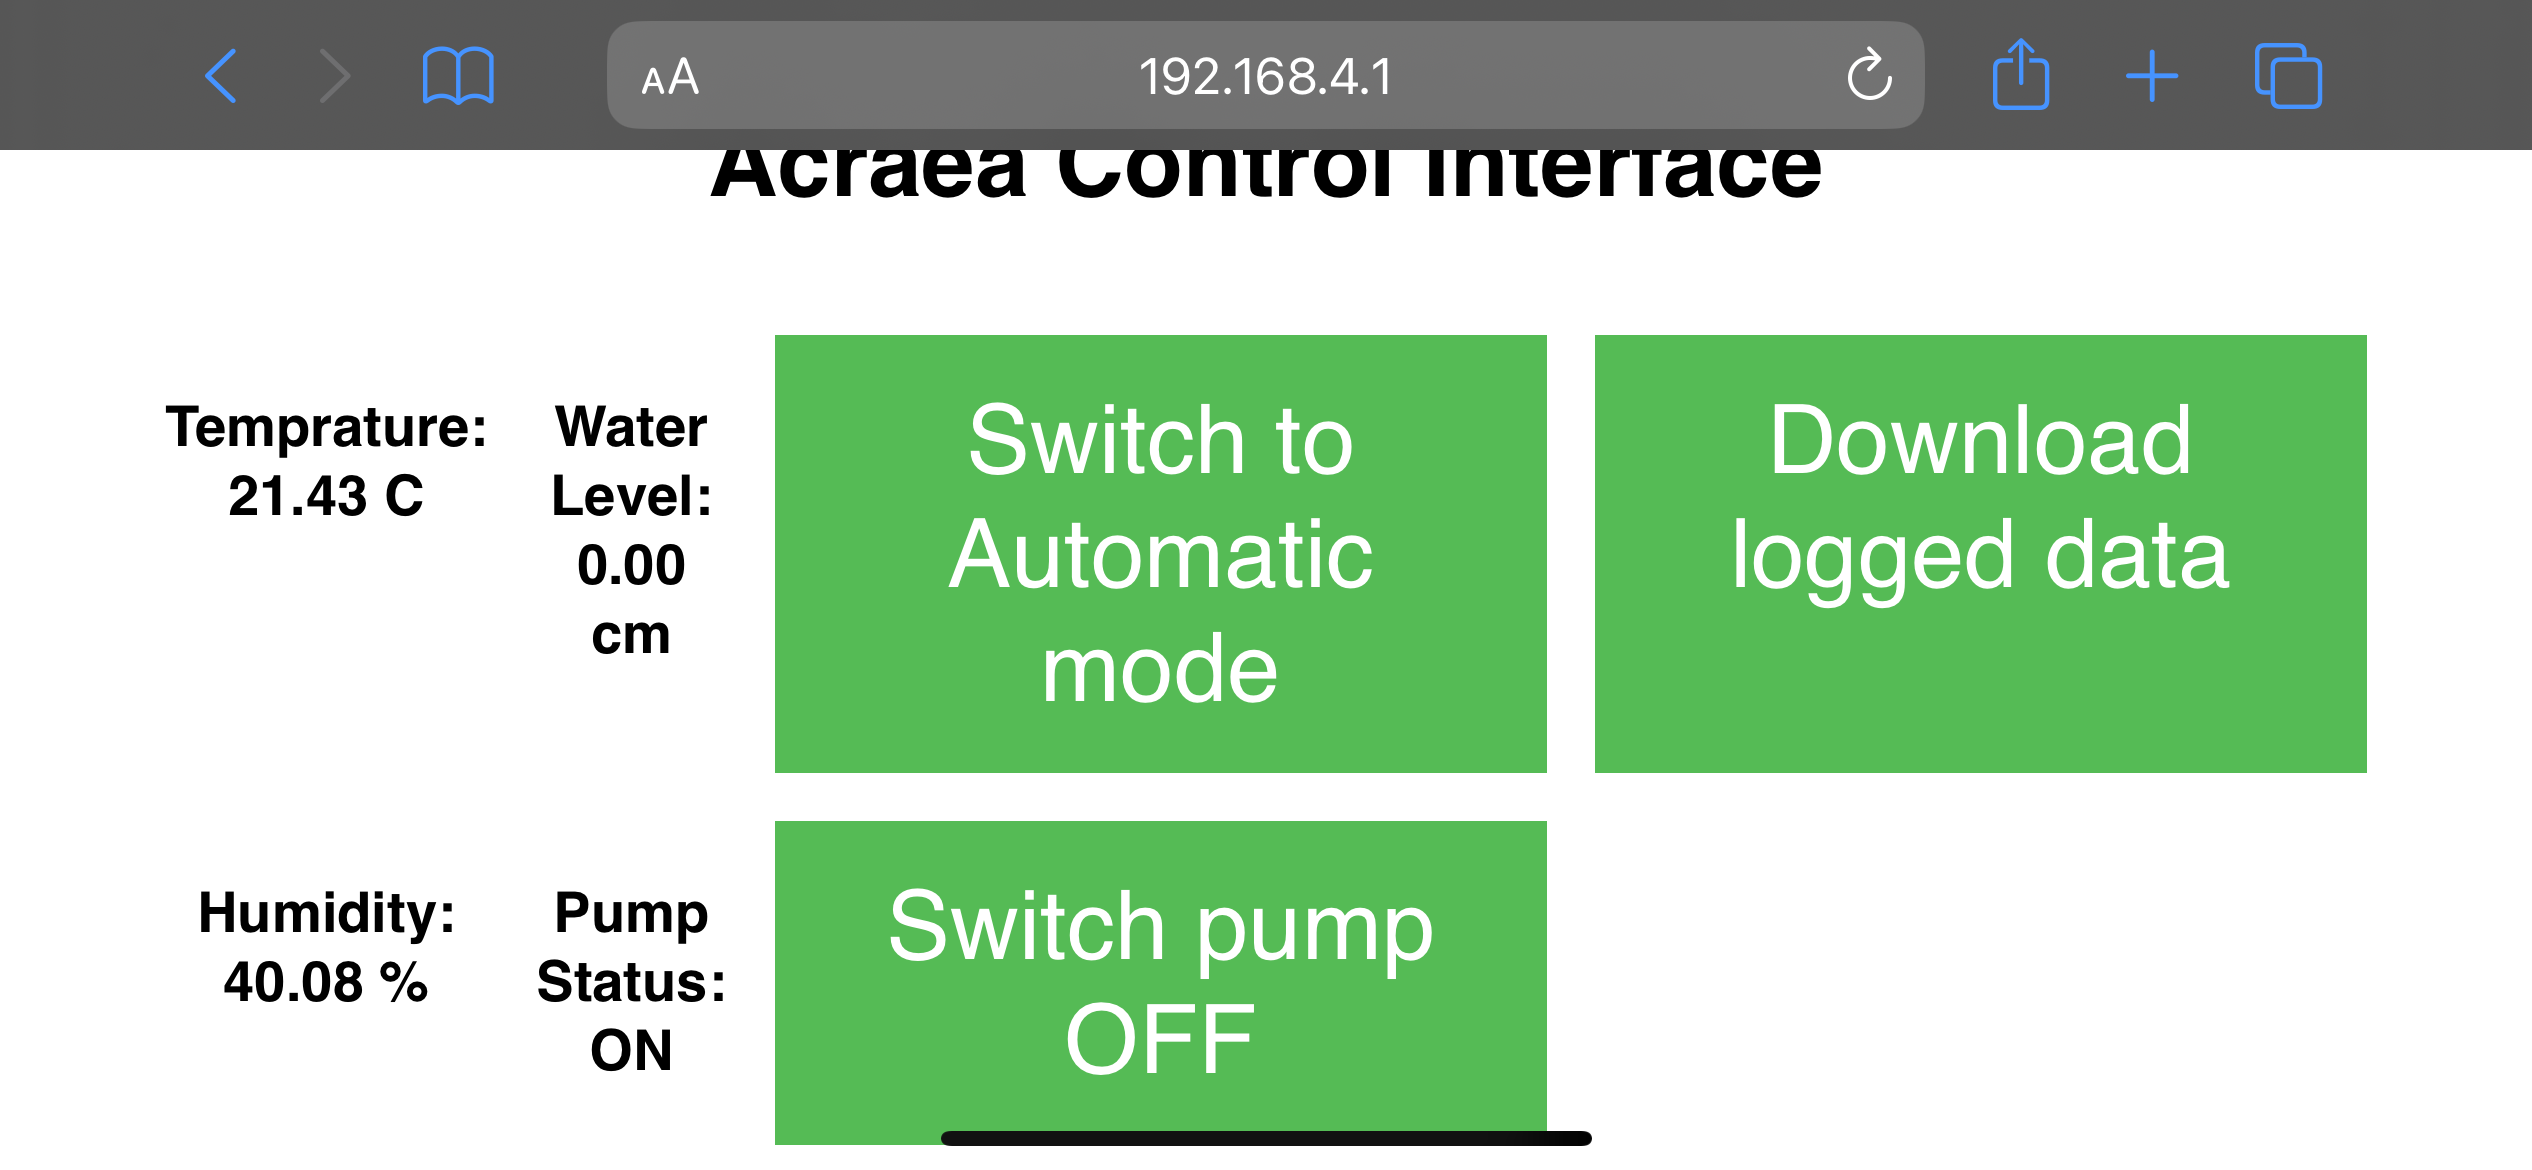 AA
192.168.4.1
Acraea Control Interface
Temprature:
21.43 C
Water
Level:
0.00
cm
Switch to
Automatic
mode
Download
logged data
Humidity:
40.08 %
Pump
Status:
ON
Switch pump
OFF